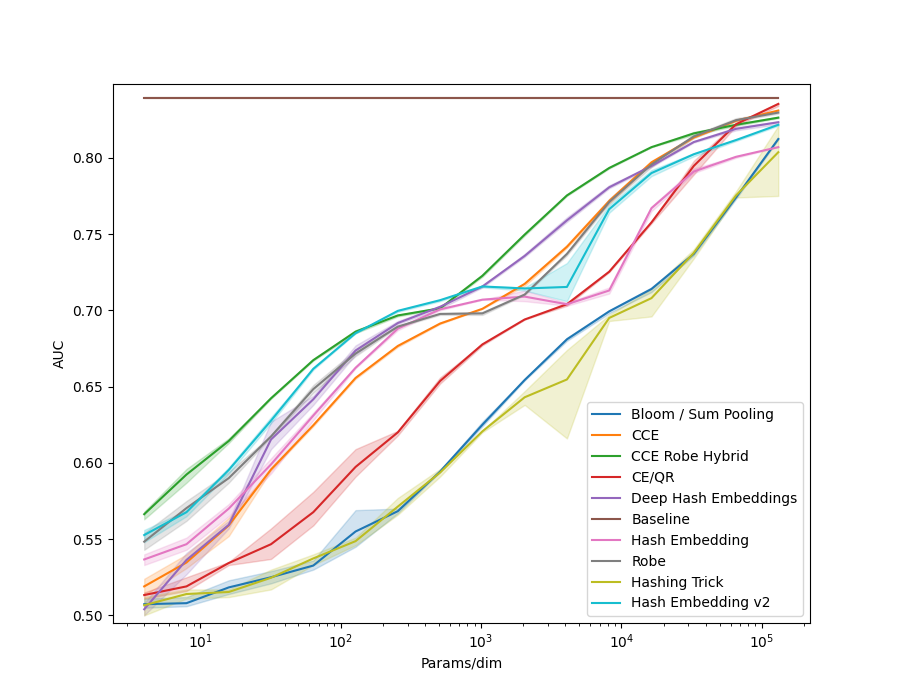 0.80
0.75
0.70
0.65
0.60
0.55
0.50
AUC
10¹
10²
10³
10⁴
10⁵
Params/dim
Bloom / Sum Pooling
CCE
CCE Robe Hybrid
CE/QR
Deep Hash Embeddings
Baseline
Hash Embedding
Robe
Hashing Trick
Hash Embedding v2